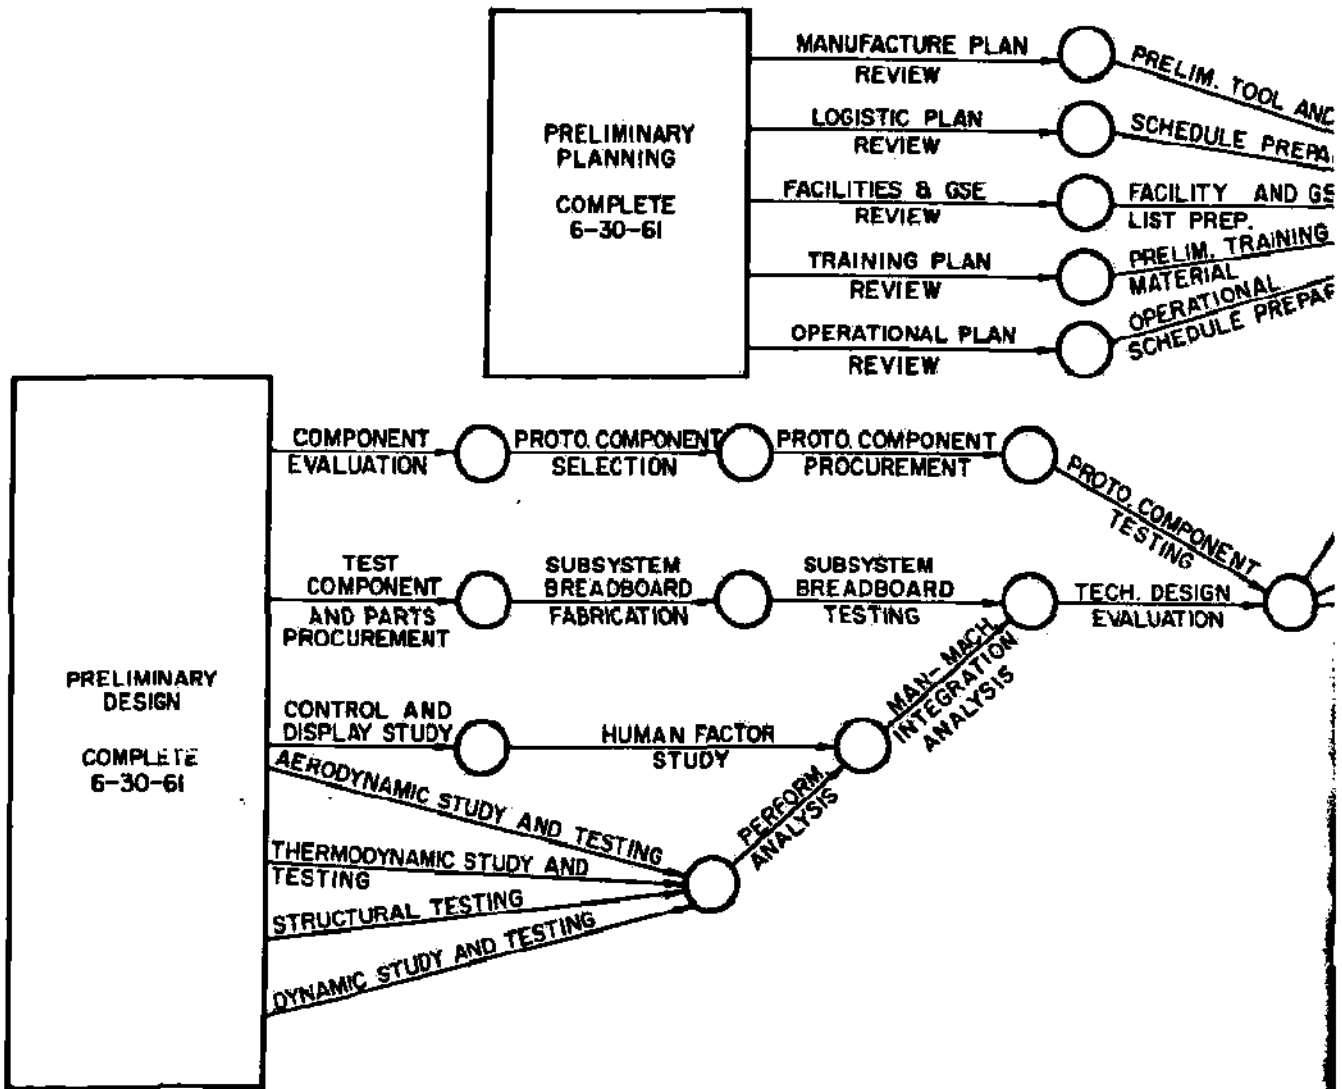 MANUFACTURE PLAN
REVIEW
PRELIM. TOOL AND
LOGISTIC PLAN
REVIEW
SCHEDULE
PRELIMINARY
PLANNING
COMPLETE
6-30-61
FACILITIES & GSE
REVIEW
FACILITY AND
LIST PREP.
TRAINING PLAN
REVIEW
PRELIM. TRAINING
MATERIAL
OPERATIONAL PLAN
REVIEW
OPERATIONAL
SCHEDULE
COMPONENT
EVALUATION
PROTO. COMPONENT
SELECTION
PROTO. COMPONENT
PROCUREMENT
PROTO. COMPONENT
TESTING
TEST
COMPONENT
AND PARTS
PROCUREMENT
SUBSYSTEM
BREADBOARD
FABRICATION
SUBSYSTEM
BREADBOARD
TESTING
TECH. DESIGN
EVALUATION
PRELIMINARY
DESIGN
COMPLETE
6-30-61
CONTROL AND
DISPLAY STUDY
HUMAN FACTOR
STUDY
MAN-MACH.
INTEGRATION
ANALYSIS
AERODYNAMIC STUDY AND TESTING
PERFORM.
ANALYSIS
THERMODYNAMIC STUDY AND
TESTING
STRUCTURAL TESTING
DYNAMIC STUDY AND TESTING